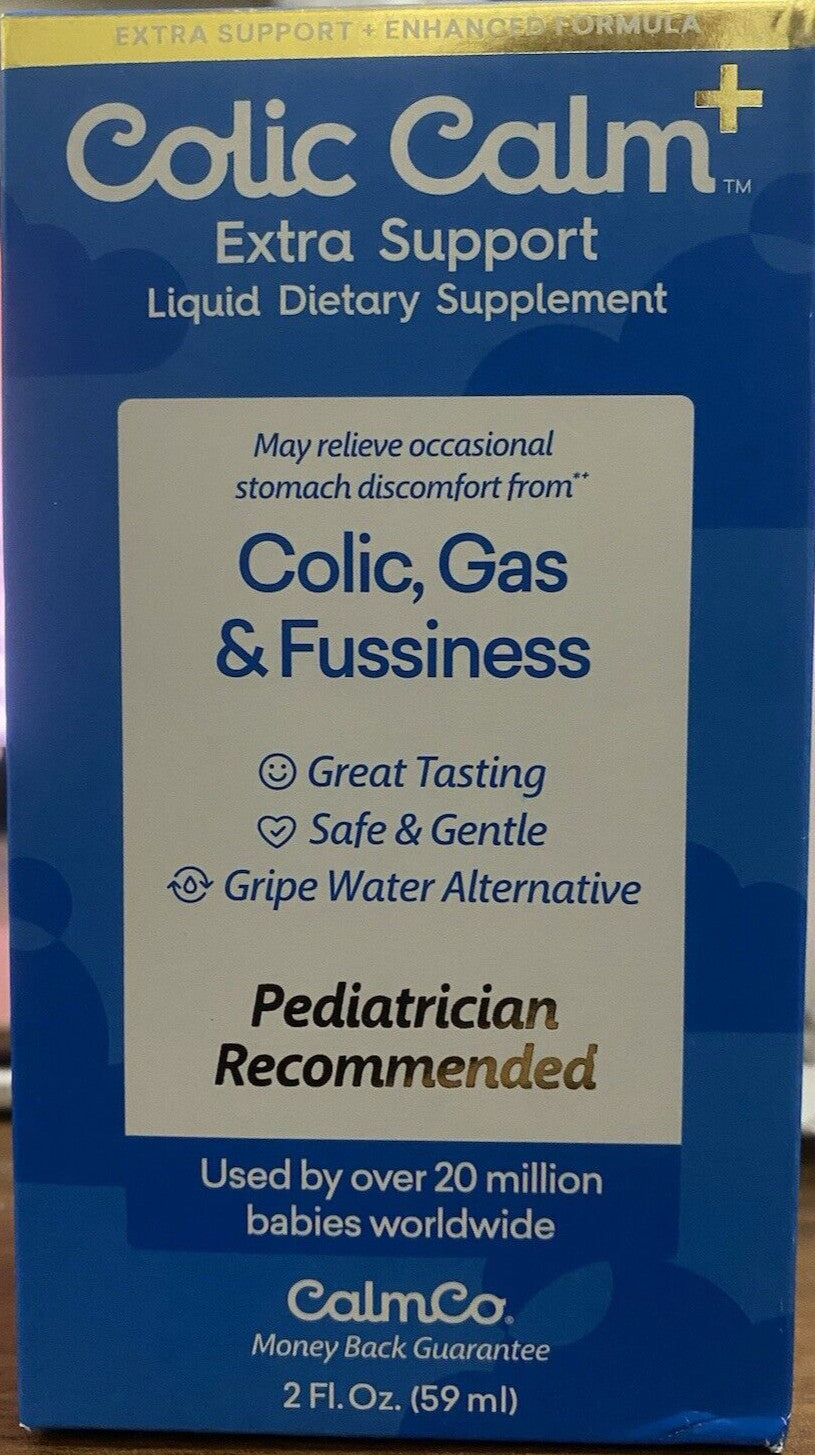 EXTRA SUPPORT + ENHANCED FORMULA
Colic Calm+™
Extra Support
Liquid Dietary Supplement
May relieve occasional
stomach discomfort from*⁺
Colic, Gas
& Fussiness
Great Tasting
Safe & Gentle
Gripe Water Alternative
Pediatrician
Recommended
Used by over 20 million
babies worldwide
CalmCo®
Money Back Guarantee
2 Fl. Oz. (59 ml)